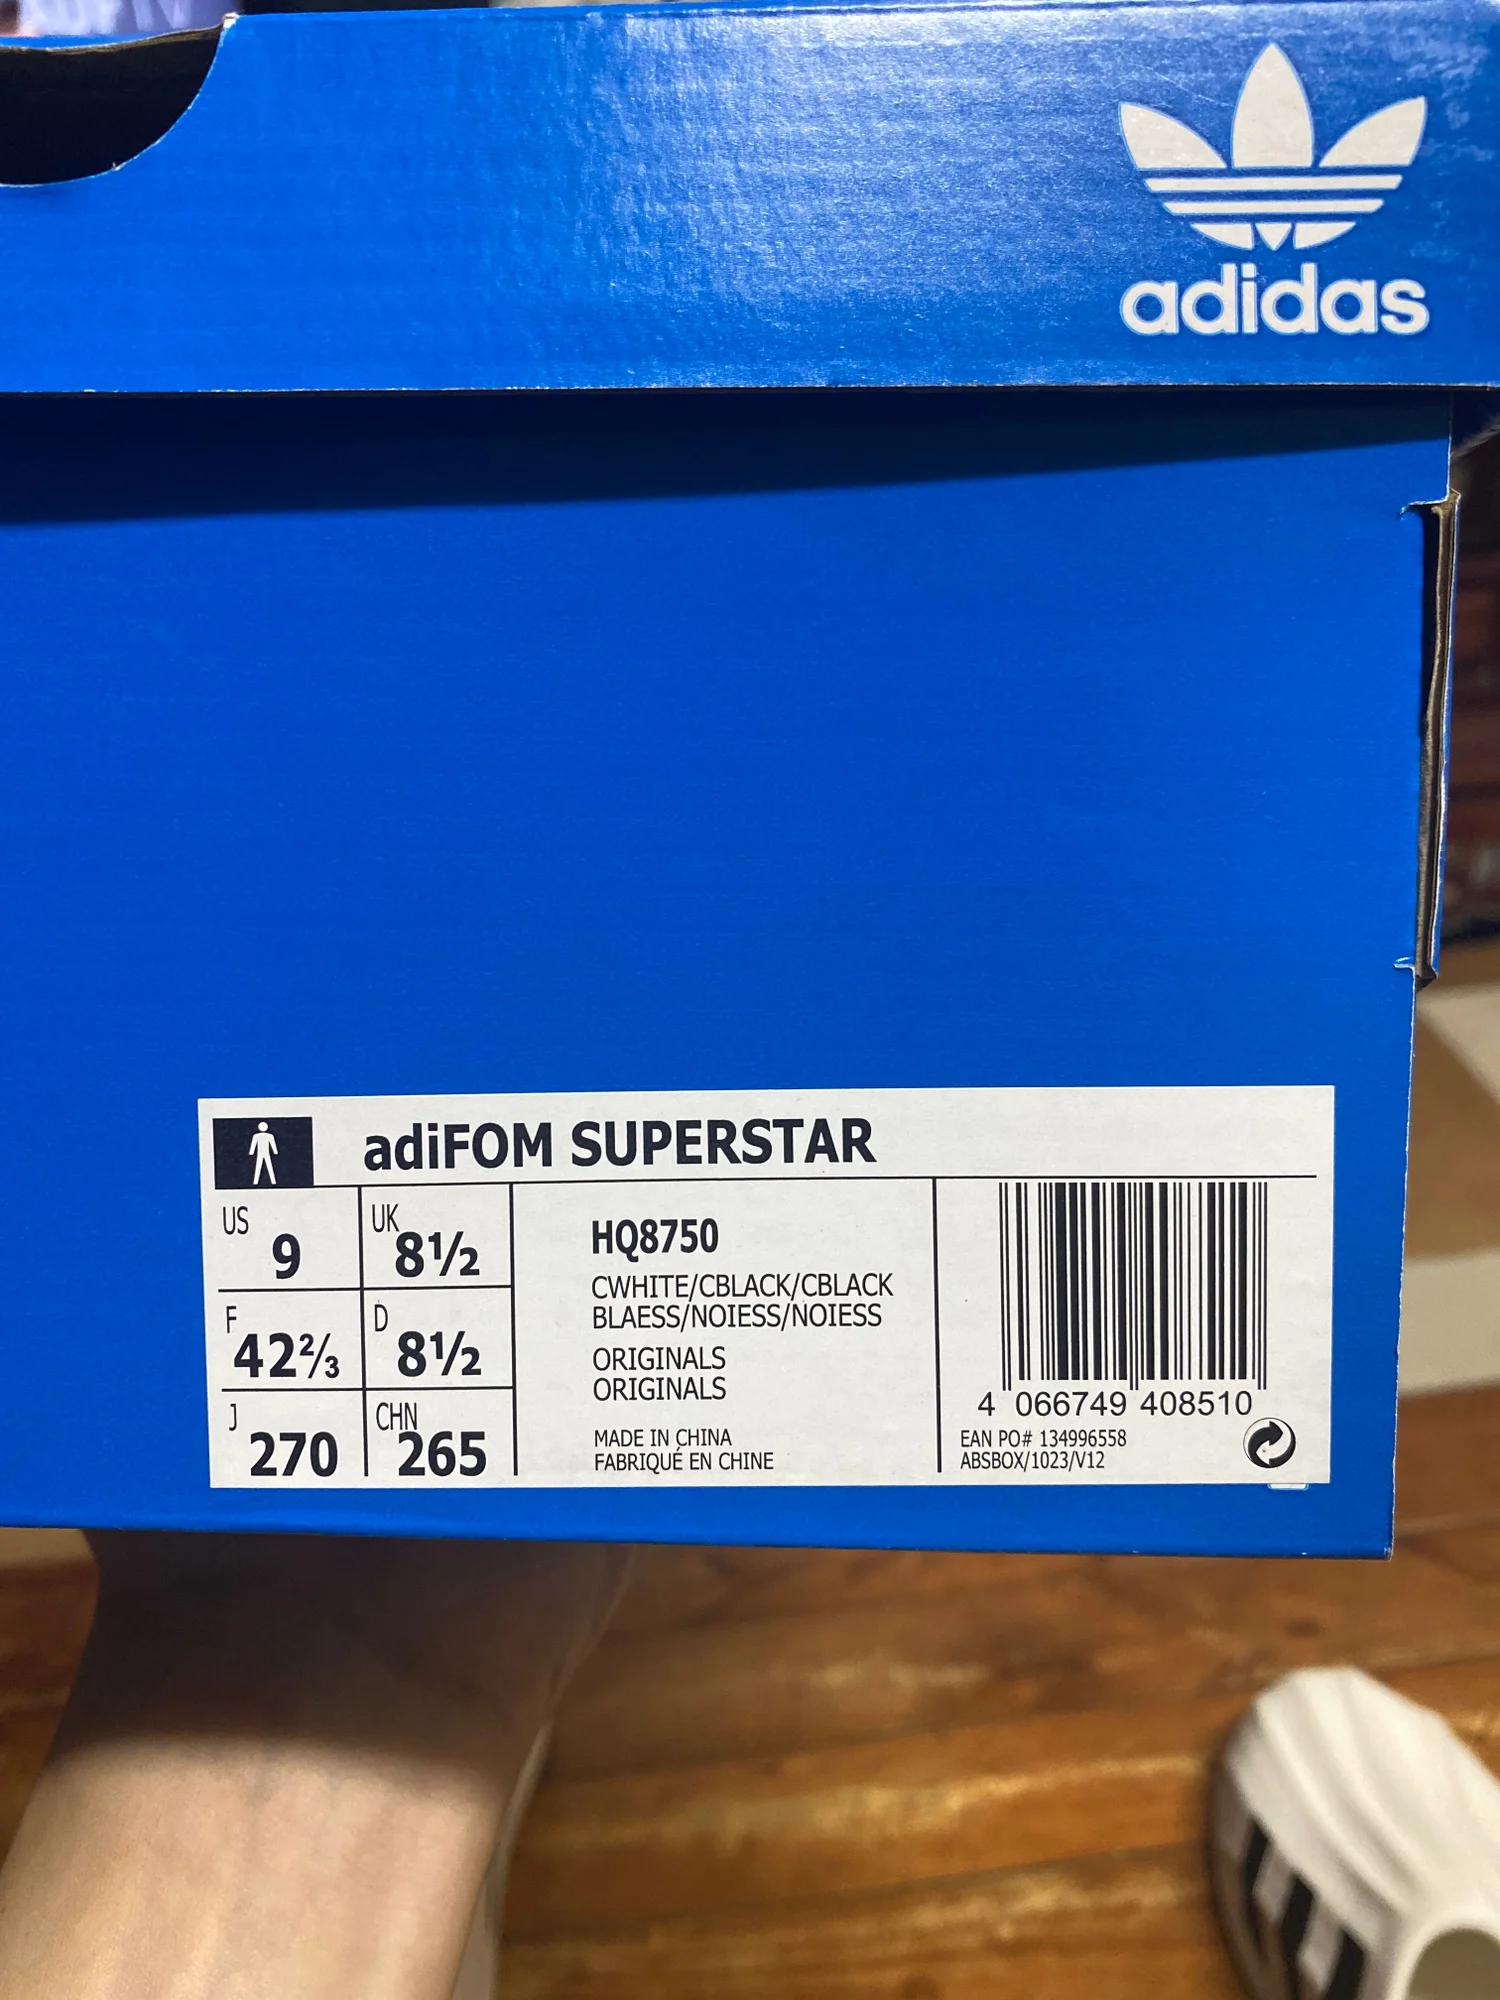 adidas
adiFOM SUPERSTAR
US 9
UK 8½
F 42⅔
D 8½
J 270
CHN 265
HQ8750
CWHITE/CBLACK/CBLACK
BLAESS/NOIESS/NOIESS
ORIGINALS
ORIGINALS
MADE IN CHINA
FABRIQUÉ EN CHINE
4 066749 408510
EAN PO# 134996558
ABSBOX/1023/V12